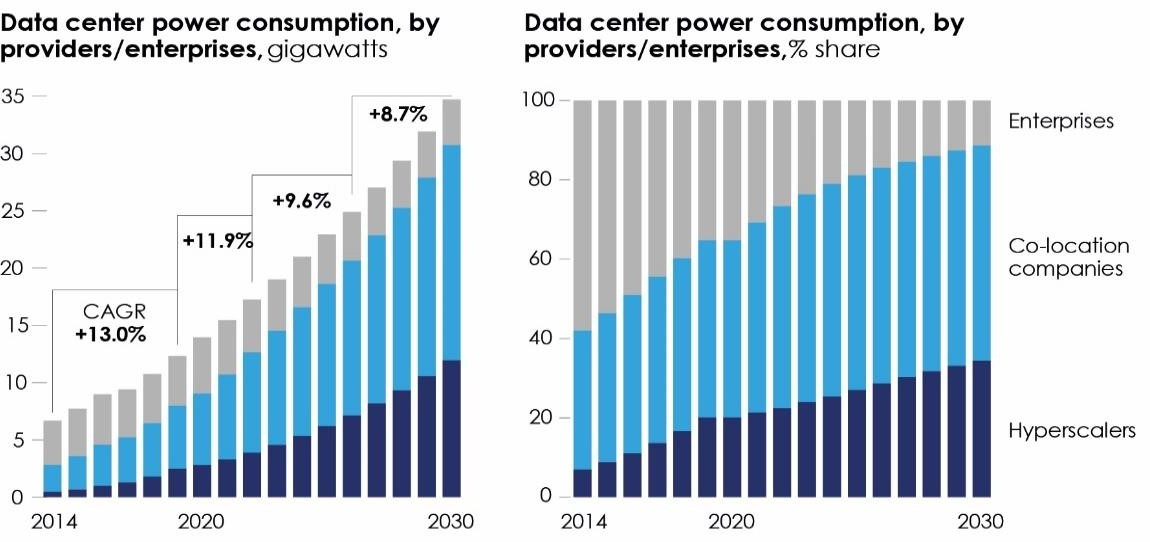 Data center power consumption, by
providers/enterprises, gigawatts
35
30
25
20
15
10
5
0
+8.7%
+9.6%
+11.9%
CAGR
+13.0%
2014
2020
2030
Data center power consumption, by
providers/enterprises,% share
100
80
60
40
20
0
Enterprises
Co-location
companies
Hyperscalers
2014
2020
2030